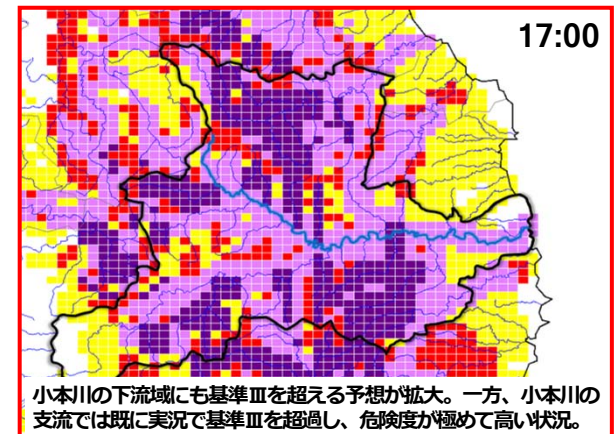 17:00
小本川の下流域にも基準Ⅲを超える予想が拡大。一方、小本川の
支流では既に実況で基準Ⅲを超過し、危険度が極めて高い状況。